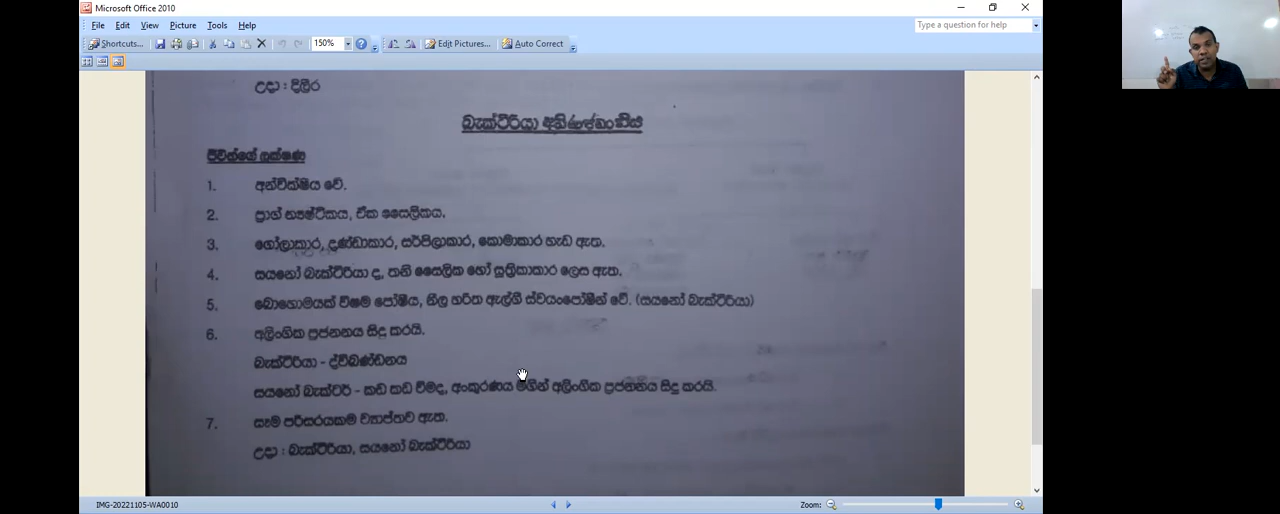 Microsoft Office 2010
File Edit View Picture Tools Help
Type a question for help
Shortcuts... 150% Edit Pictures... Auto Correct
උදා : දිලීර
බැක්ටීරියා අධිරාජධානිය
ජීවීන්ගේ ලක්ෂණ
1. අන්වීක්ෂීය වේ.
2. ප්‍රාග් න්‍යෂ්ටිකය, ඒක සෛලිකය.
3. ගෝලාකාර, දණ්ඩාකාර, සර්පිලාකාර, කොමාකාර හැඩ ඇත.
4. සයනෝ බැක්ටීරියා ද, තනි සෛලික හෝ සූත්‍රිකාකාර ලෙස ඇත.
5. බොහොමයක් විෂම පෝෂීය, නීල හරිත ඇල්ගී ස්වයංපෝෂීන් වේ. (සයනෝ බැක්ටීරියා)
6. අලිංගික ප්‍රජනනය සිදු කරයි.
බැක්ටීරියා - ද්විඛණ්ඩනය
සයනෝ බැක්ටීරි - කඩ කඩ වීමද, අංකුරණය මගින් අලිංගික ප්‍රජනනය සිදු කරයි.
7. සෑම පරිසරයකම ව්‍යාප්තව ඇත.
උදා : බැක්ටීරියා, සයනෝ බැක්ටීරියා
IMG-20221105-WA0010 Zoom: